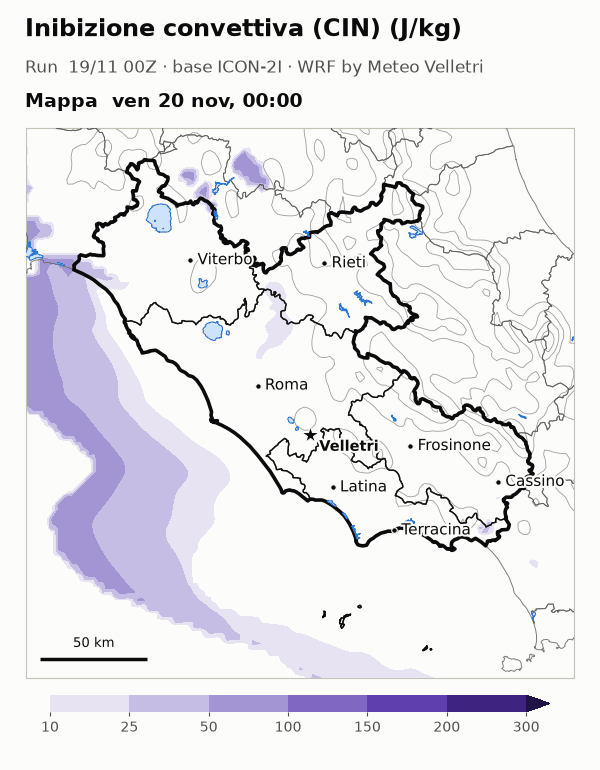 Inibizione convettiva (CIN) (J/kg)
Run  19/11 00Z · base ICON-2I · WRF by Meteo Velletri
Mappa  ven 20 nov, 00:00
Viterbo
Rieti
Roma
Velletri
Frosinone
Cassino
Latina
Terracina
50 km
10 25 50 100 150 200 300